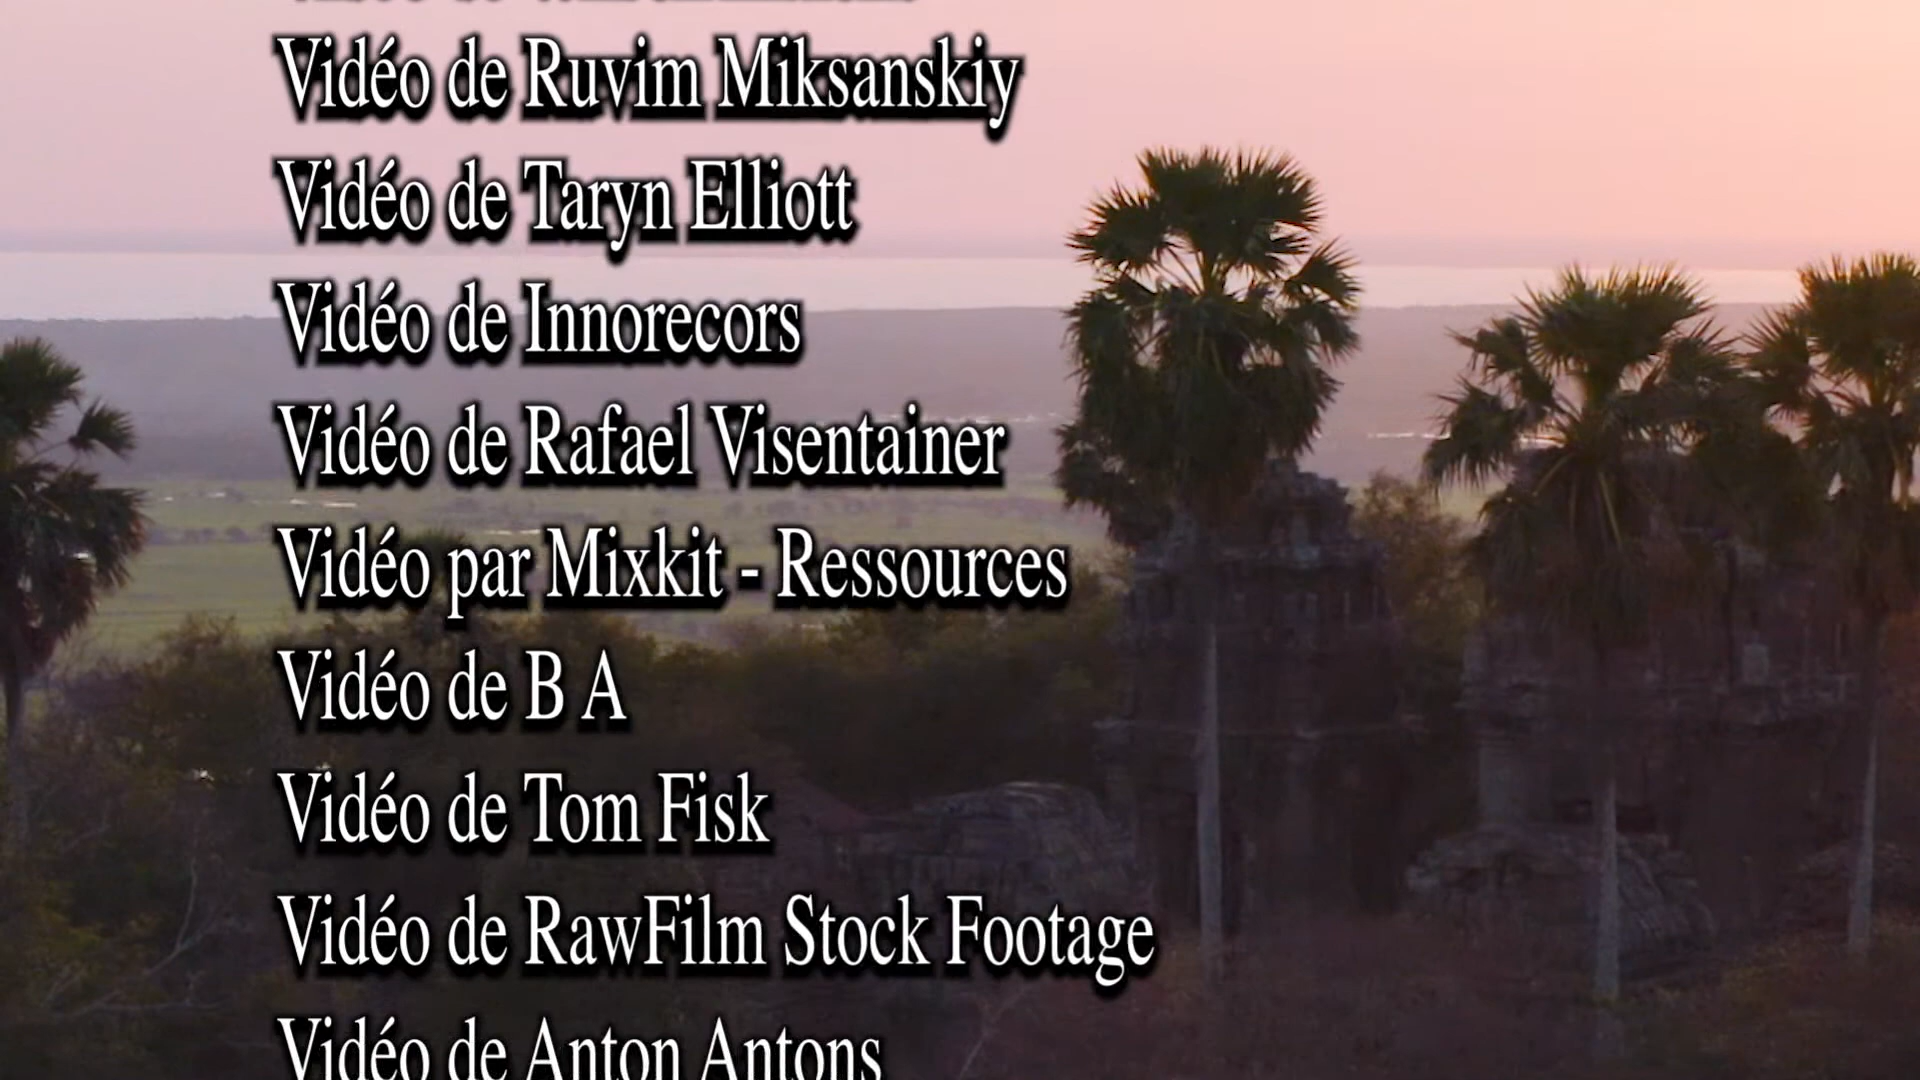 Vidéo de Ruvim Miksanskiy
Vidéo de Taryn Elliott
Vidéo de Innorecors
Vidéo de Rafael Visentainer
Vidéo par Mixkit - Ressources
Vidéo de B A
Vidéo de Tom Fisk
Vidéo de RawFilm Stock Footage
Vidéo de Anton Antons